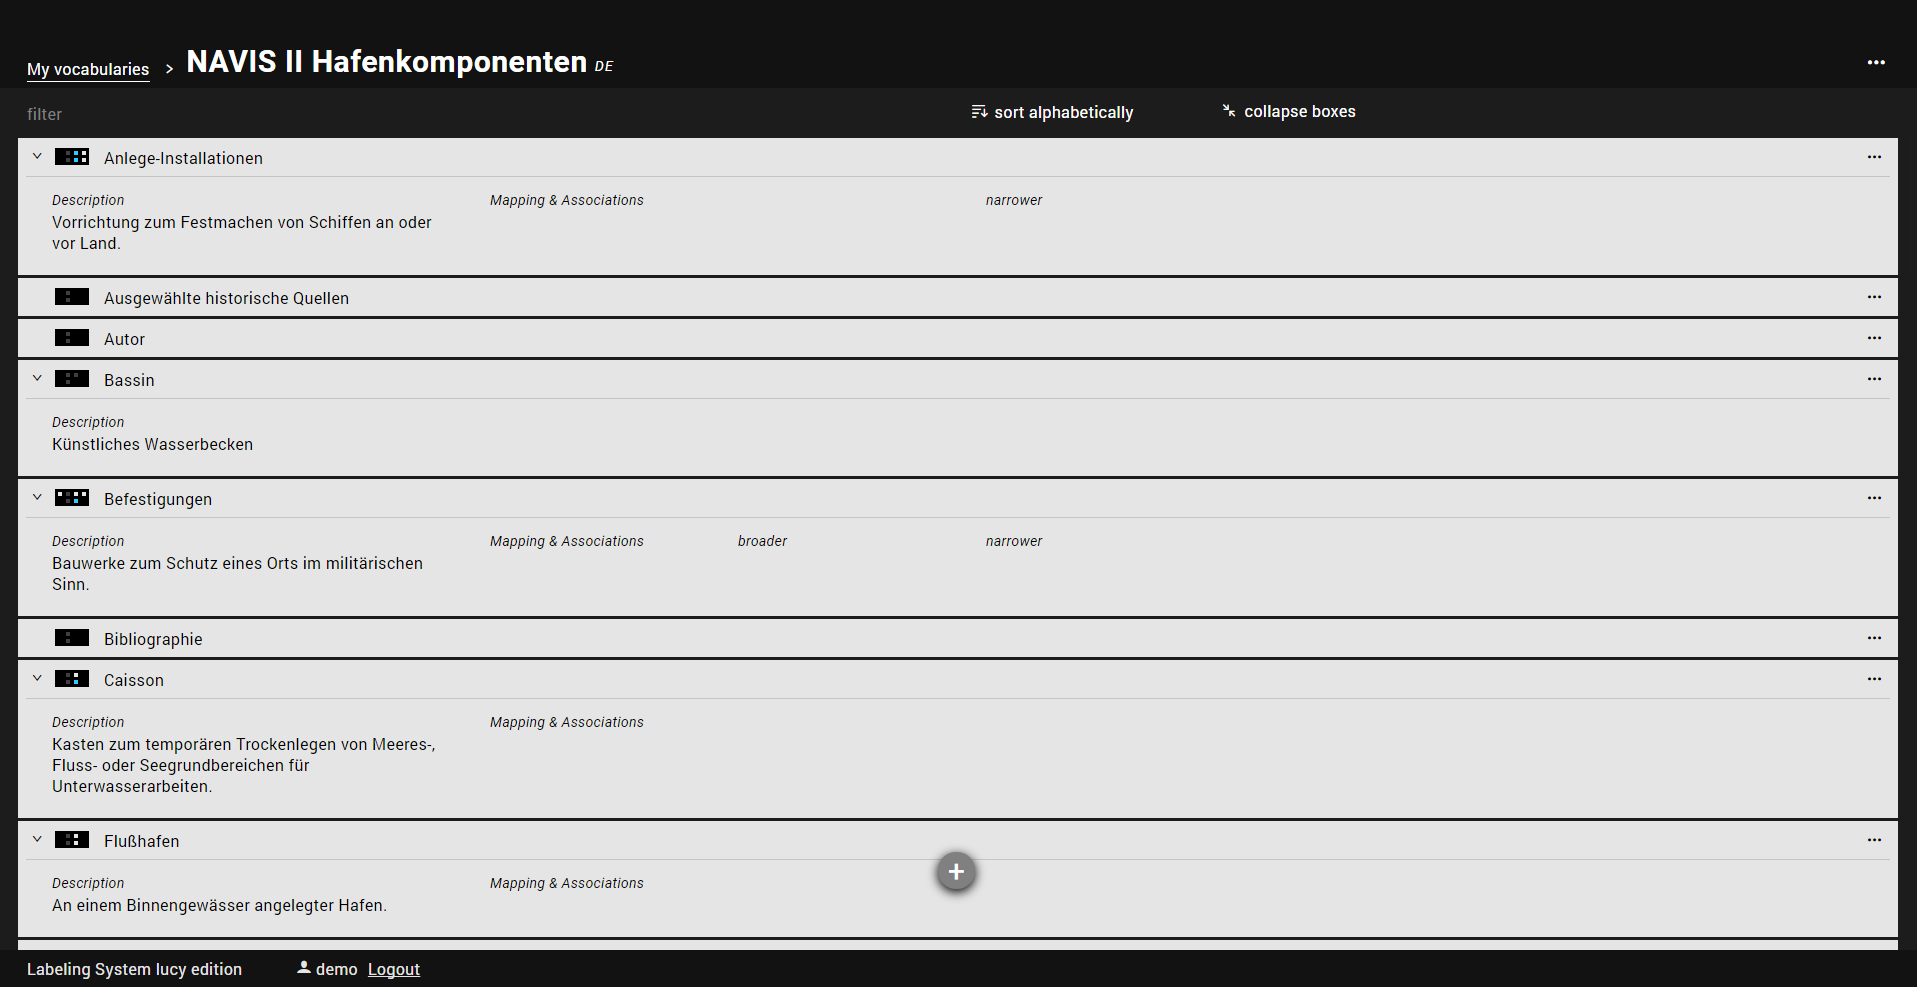 My vocabularies > NAVIS II Hafenkomponenten DE
filter
sort alphabetically
collapse boxes
Anlege-Installationen
Description
Mapping & Associations
narrower
Vorrichtung zum Festmachen von Schiffen an oder
vor Land.
Ausgewählte historische Quellen
Autor
Bassin
Description
Künstliches Wasserbecken
Befestigungen
Description
Mapping & Associations
broader
narrower
Bauwerke zum Schutz eines Orts im militärischen
Sinn.
Bibliographie
Caisson
Description
Mapping & Associations
Kasten zum temporären Trockenlegen von Meeres-,
Fluss- oder Seegrundbereichen für
Unterwasserarbeiten.
Flußhafen
Description
Mapping & Associations
An einem Binnengewässer angelegter Hafen.
Labeling System lucy edition
demo
Logout